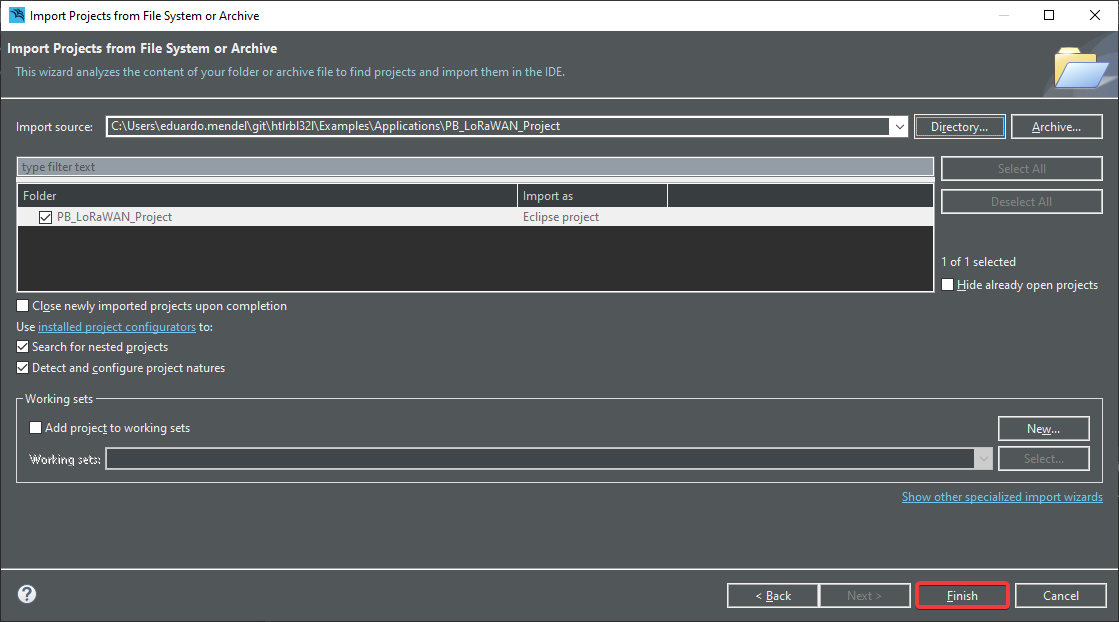 Import Projects from File System or Archive
Import Projects from File System or Archive
This wizard analyzes the content of your folder or archive file to find projects and import them in the IDE.
Import source: C:\Users\eduardo.mendel\git\htlrbl32l\Examples\Applications\PB_LoRaWAN_Project Directory... Archive...
type filter text Select All
Folder Import as Deselect All
PB_LoRaWAN_Project Eclipse project
1 of 1 selected
Hide already open projects
Close newly imported projects upon completion
Use installed project configurators to:
Search for nested projects
Detect and configure project natures
Working sets
Add project to working sets New...
Working sets: Select...
Show other specialized import wizards
? < Back Next > Finish Cancel